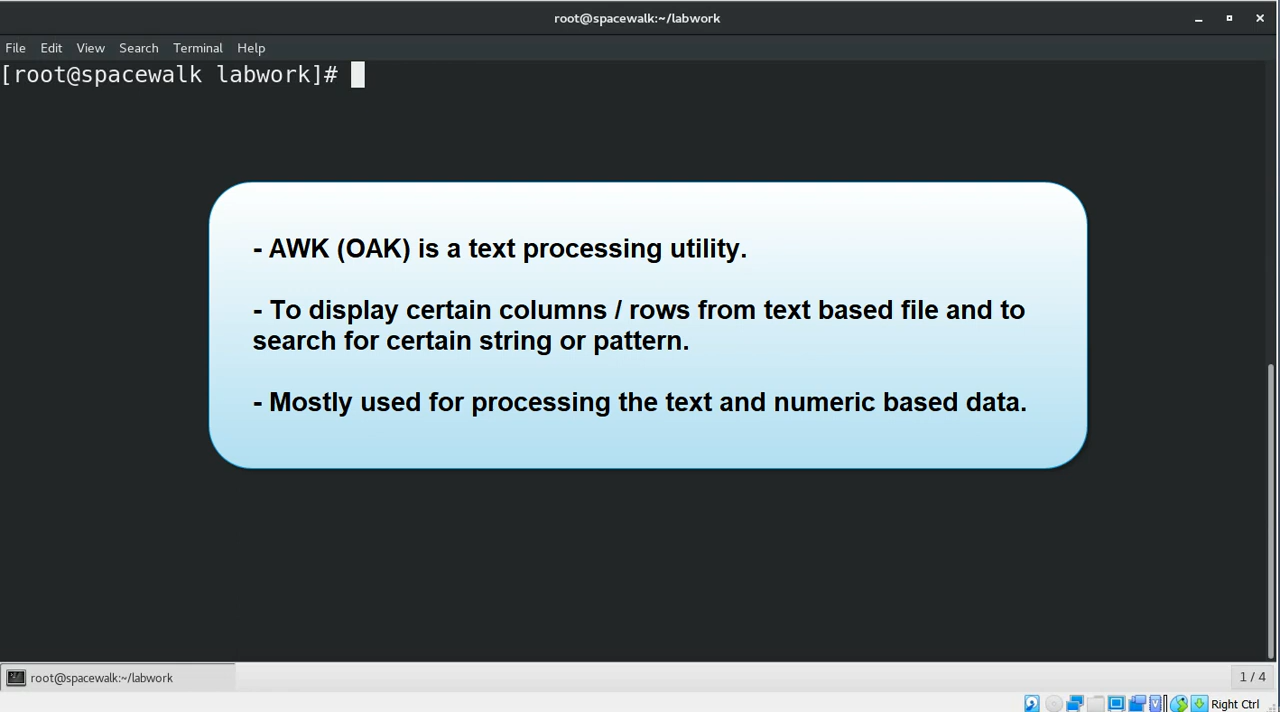 root@spacewalk:~/labwork
File Edit View Search Terminal Help
[root@spacewalk labwork]#
- AWK (OAK) is a text processing utility.
- To display certain columns / rows from text based file and to
search for certain string or pattern.
- Mostly used for processing the text and numeric based data.
root@spacewalk:~/labwork
1 / 4
Right Ctrl